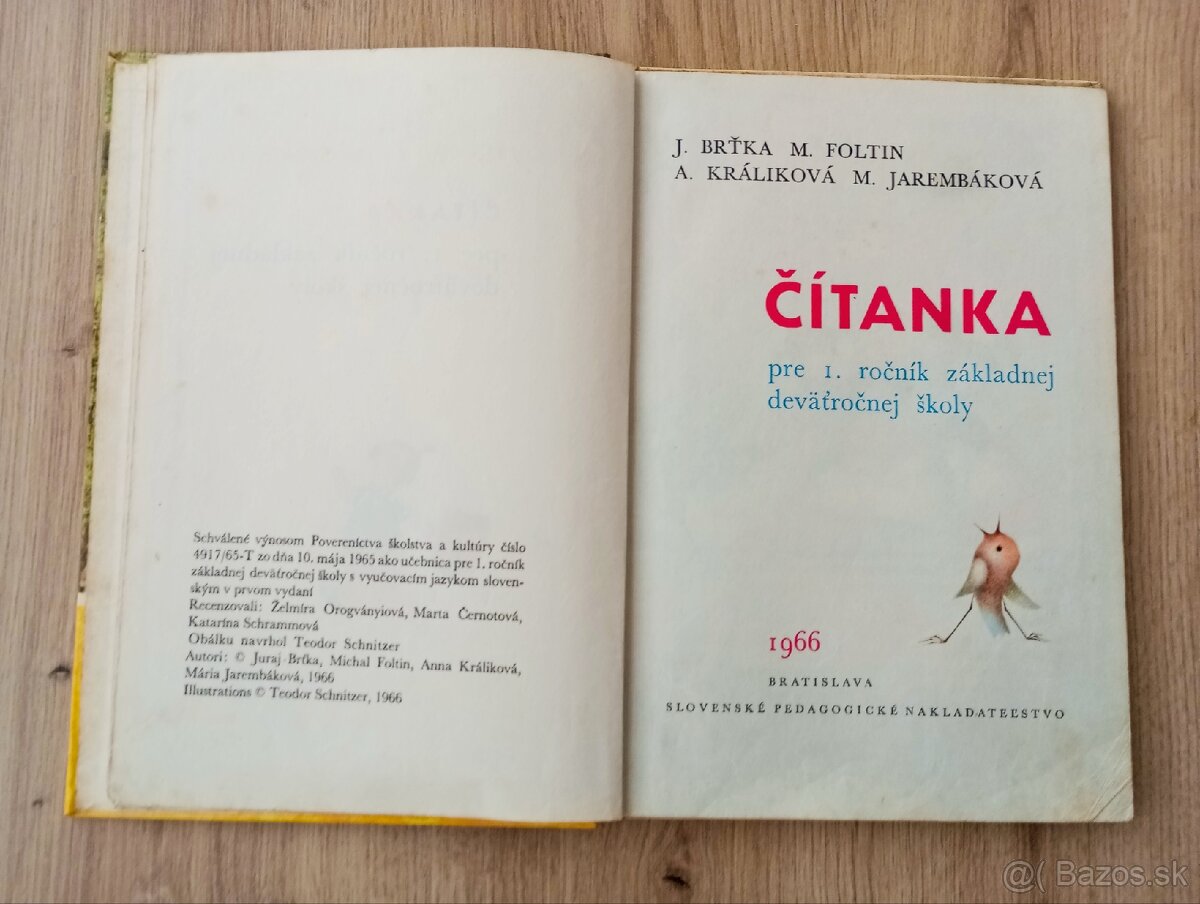 Schválené výnosom Povereníctva školstva a kultúry číslo
4917/65-T zo dňa 10. mája 1965 ako učebnica pre 1. ročník
základnej deväťročnej školy s vyučovacím jazykom sloven-
ským v prvom vydaní
Recenzovali: Želmíra Orogványiová, Marta Černotová,
Katarína Schrammová
Obálku navrhol Teodor Schnitzer
Autori: © Juraj Brťka, Michal Foltin, Anna Králiková,
Mária Jarembáková, 1966
Illustrations © Teodor Schnitzer, 1966
J. BRŤKA M. FOLTIN
A. KRÁLIKOVÁ M. JAREMBÁKOVÁ
ČÍTANKA
pre 1. ročník základnej
deväťročnej školy
1966
BRATISLAVA
SLOVENSKÉ PEDAGOGICKÉ NAKLADATEĽSTVO
@( Bazos.sk